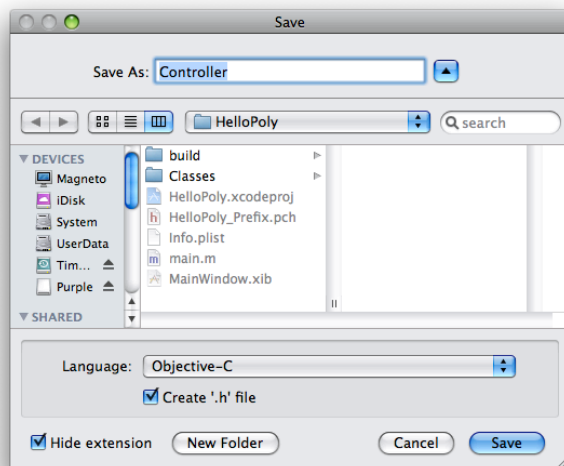 Save
Save As: Controller
HelloPoly
search
DEVICES
Magneto
iDisk
System
UserData
Tim...
Purple
SHARED
build
Classes
HelloPoly.xcodeproj
HelloPoly_Prefix.pch
Info.plist
main.m
MainWindow.xib
Language: Objective-C
Create '.h' file
Hide extension New Folder Cancel Save